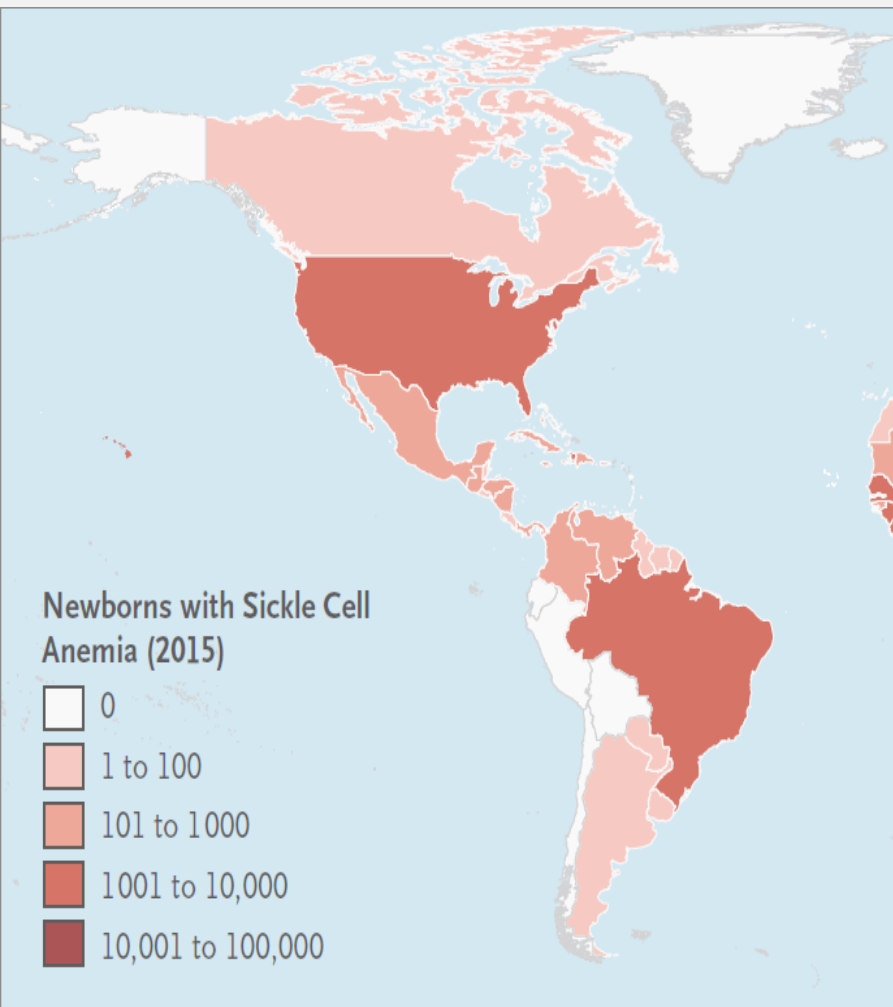 Newborns with Sickle Cell
Anemia (2015)
0
1 to 100
101 to 1000
1001 to 10,000
10,001 to 100,000